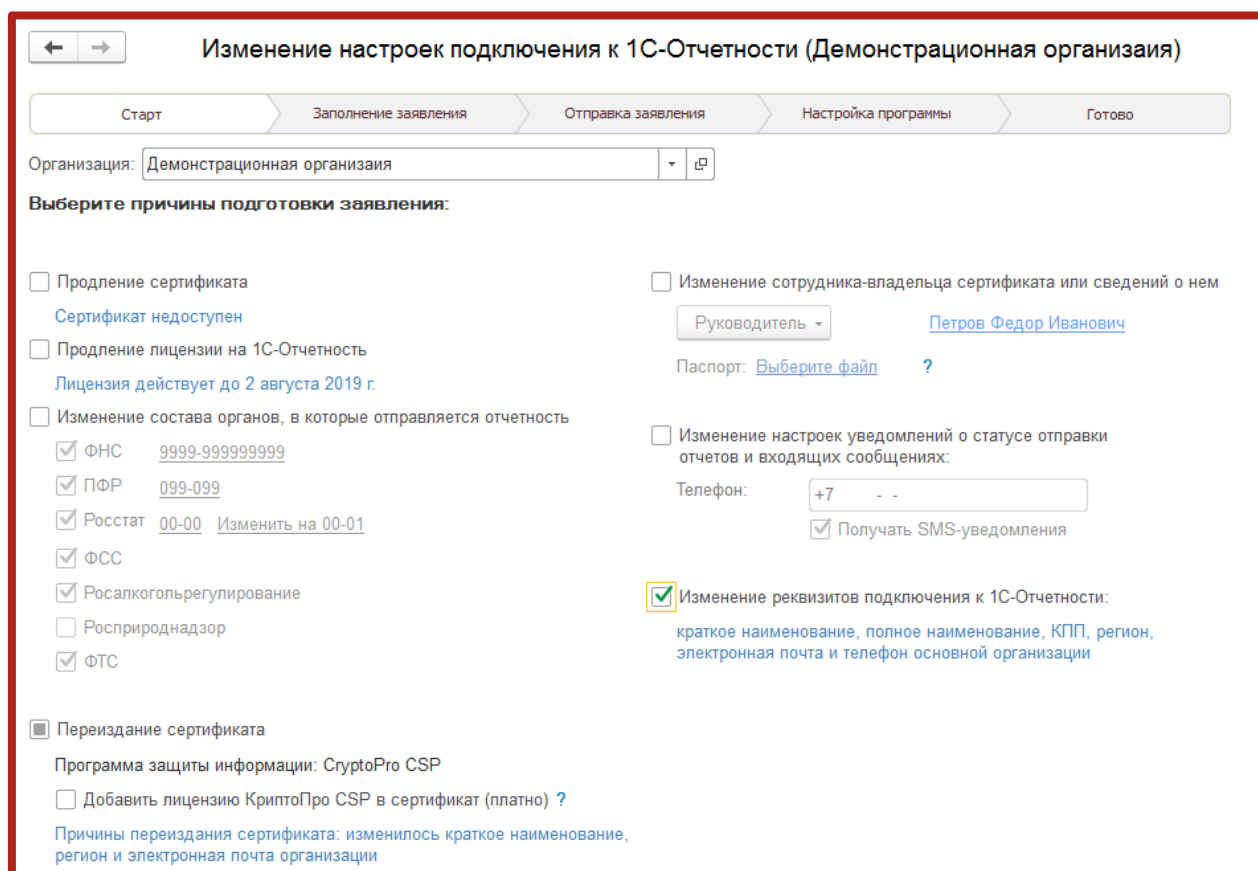 Изменение настроек подключения к 1С-Отчетности (Демонстрационная организаия)
Старт
Заполнение заявления
Отправка заявления
Настройка программы
Готово
Организация: Демонстрационная организаия
Выберите причины подготовки заявления:
Продление сертификата
Сертификат недоступен
Продление лицензии на 1С-Отчетность
Лицензия действует до 2 августа 2019 г.
Изменение состава органов, в которые отправляется отчетность
ФНС 9999-999999999
ПФР 099-099
Росстат 00-00 Изменить на 00-01
ФСС
Росалкогольрегулирование
Росприроднадзор
ФТС
Переиздание сертификата
Программа защиты информации: CryptoPro CSP
Добавить лицензию КриптоПро CSP в сертификат (платно) ?
Причины переиздания сертификата: изменилось краткое наименование,
регион и электронная почта организации
Изменение сотрудника-владельца сертификата или сведений о нем
Руководитель Петров Федор Иванович
Паспорт: Выберите файл ?
Изменение настроек уведомлений о статусе отправки
отчетов и входящих сообщениях:
Телефон: +7 - -
Получать SMS-уведомления
Изменение реквизитов подключения к 1С-Отчетности:
краткое наименование, полное наименование, КПП, регион,
электронная почта и телефон основной организации